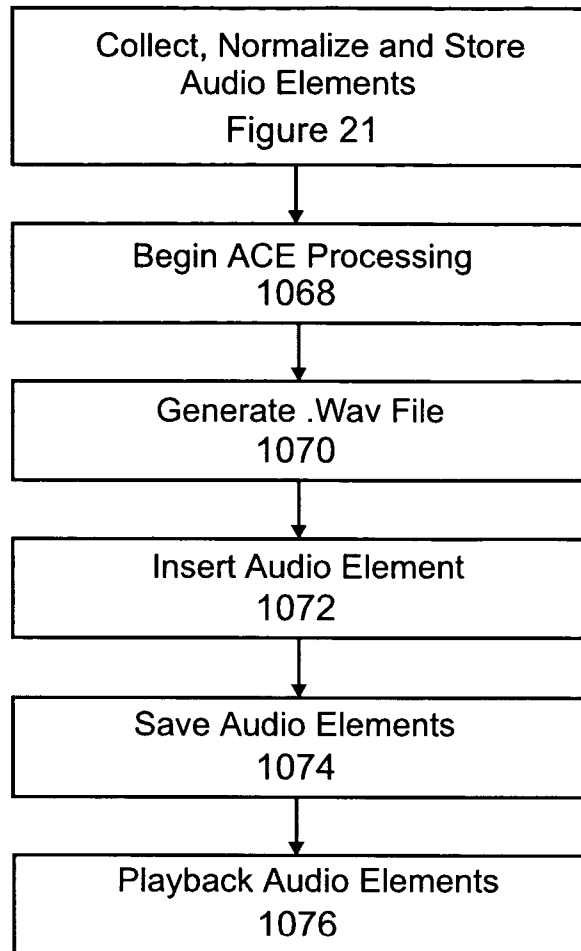 Collect, Normalize and Store
Audio Elements
Figure 21
Begin ACE Processing
1068
Generate .Wav File
1070
Insert Audio Element
1072
Save Audio Elements
1074
Playback Audio Elements
1076